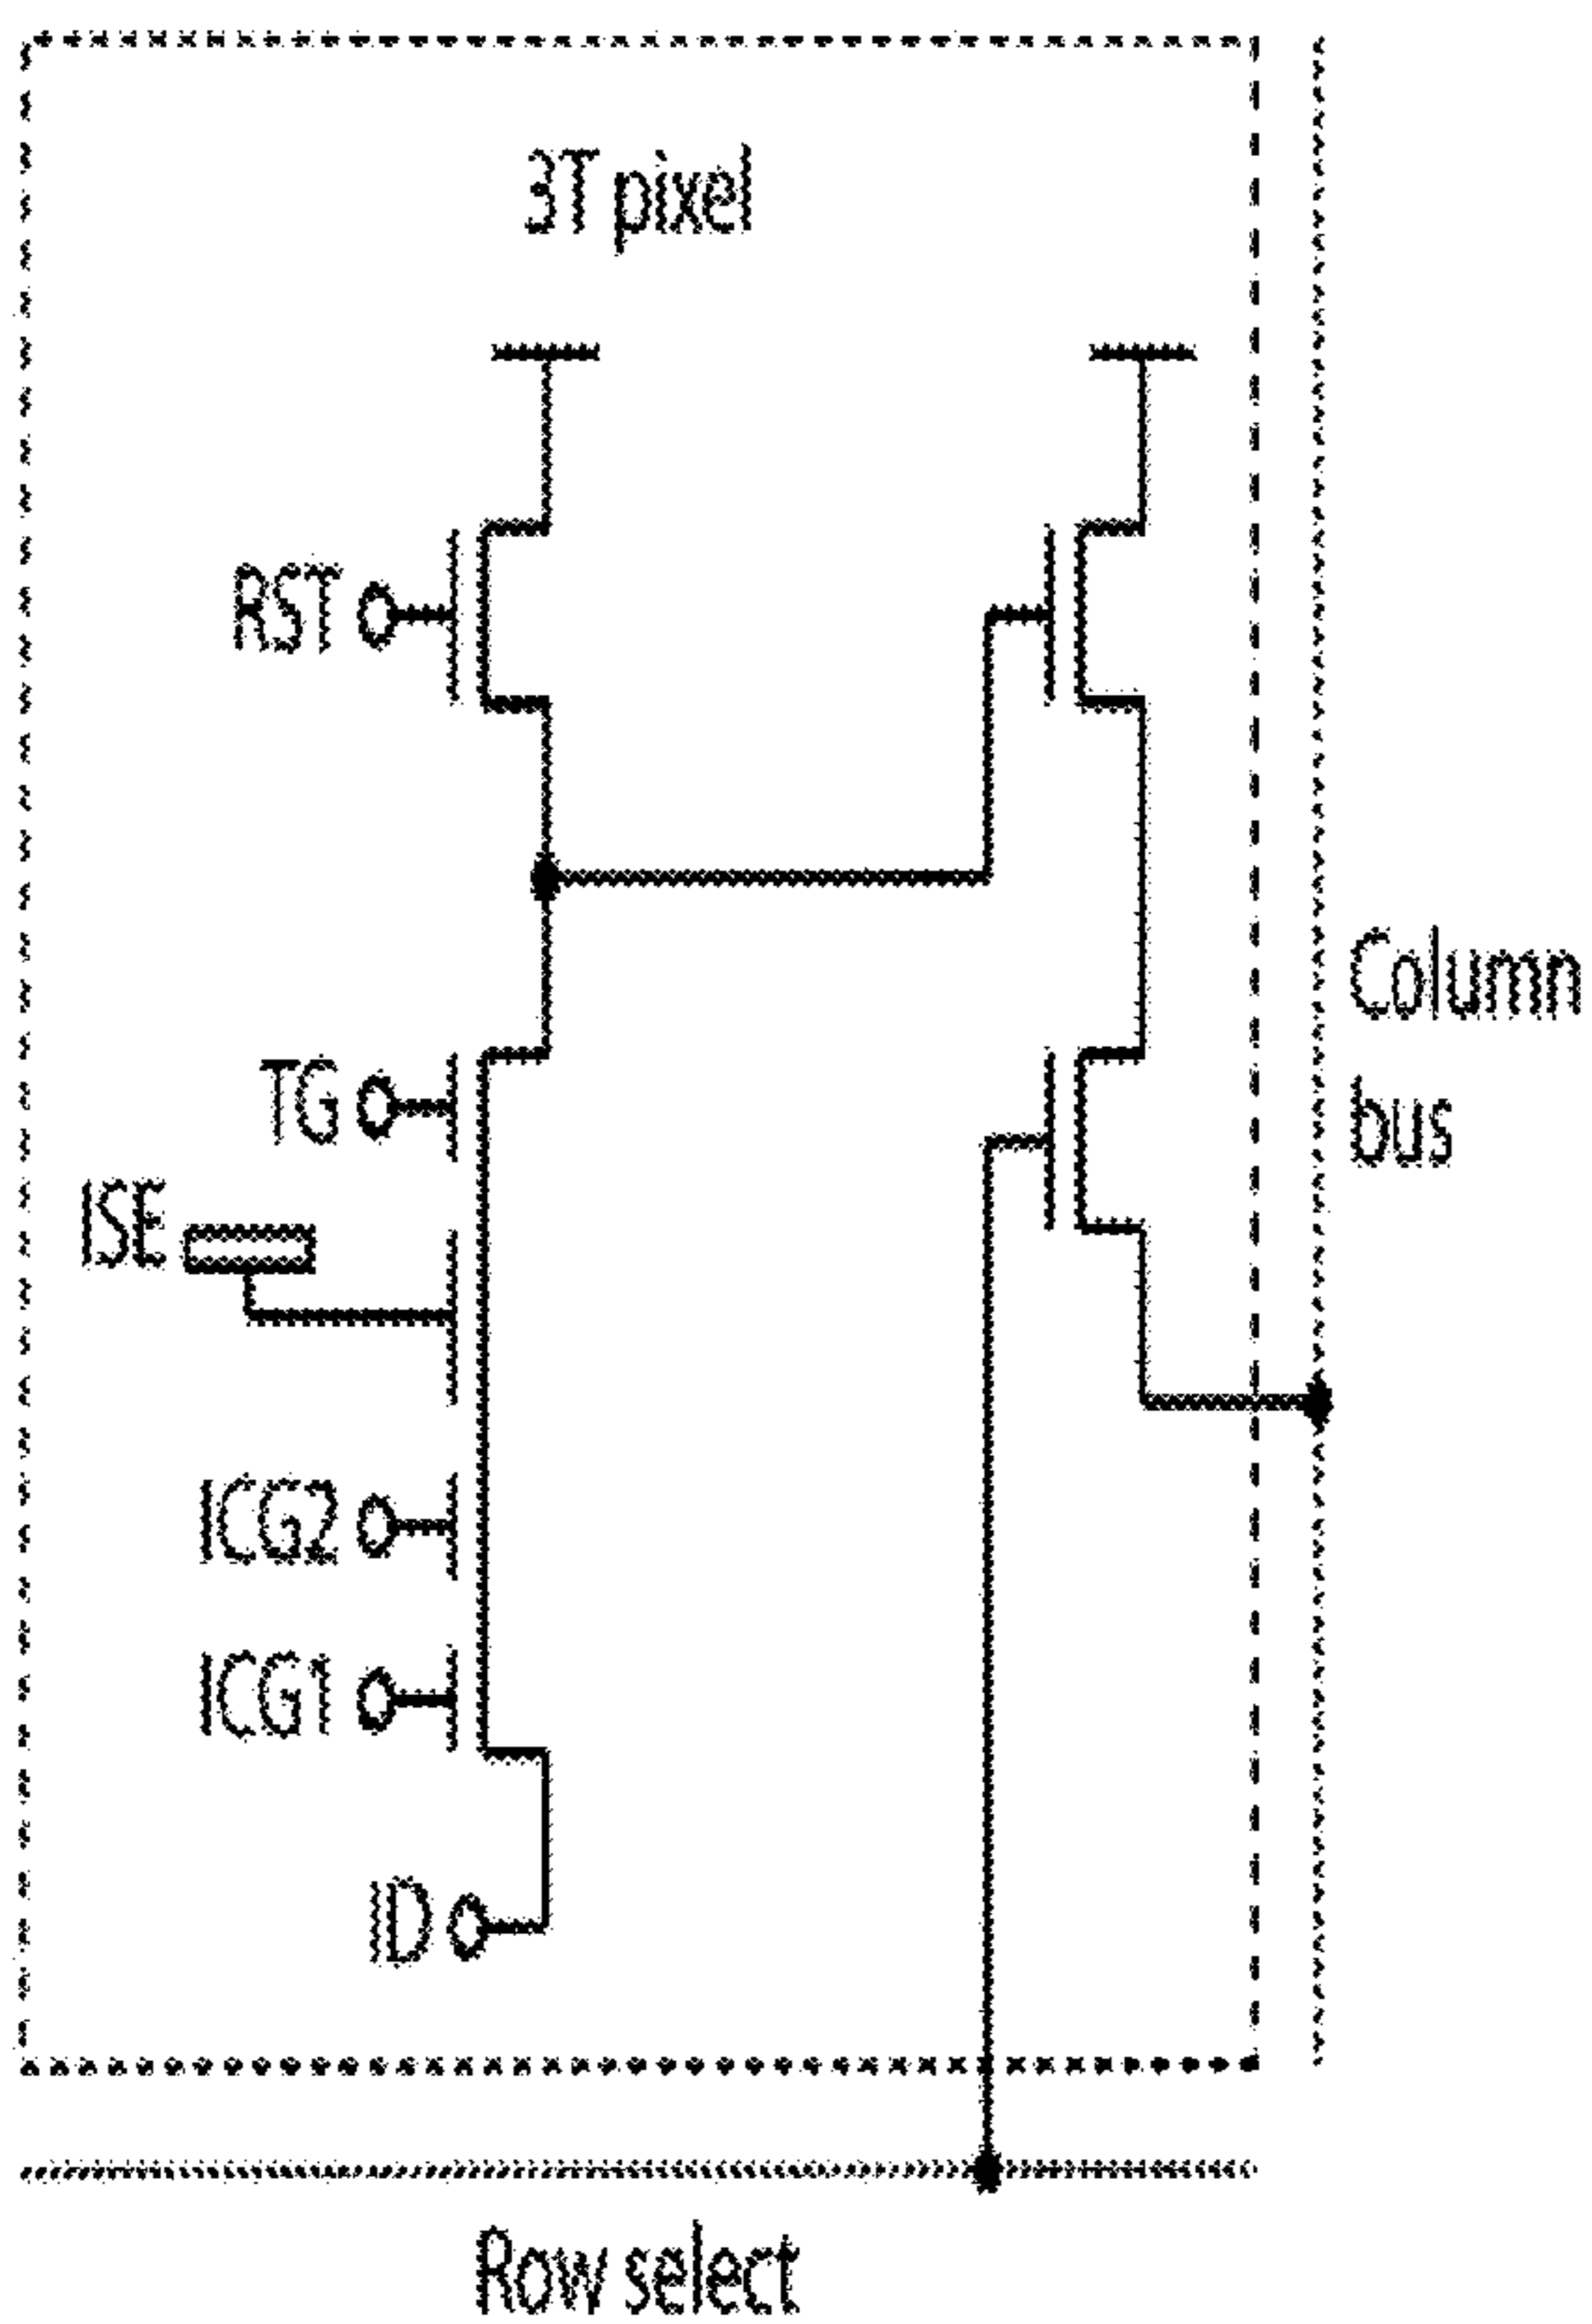 3T pixel
RST
Column
bus
TG
ISE
ICG2
ICG1
ID
Row select